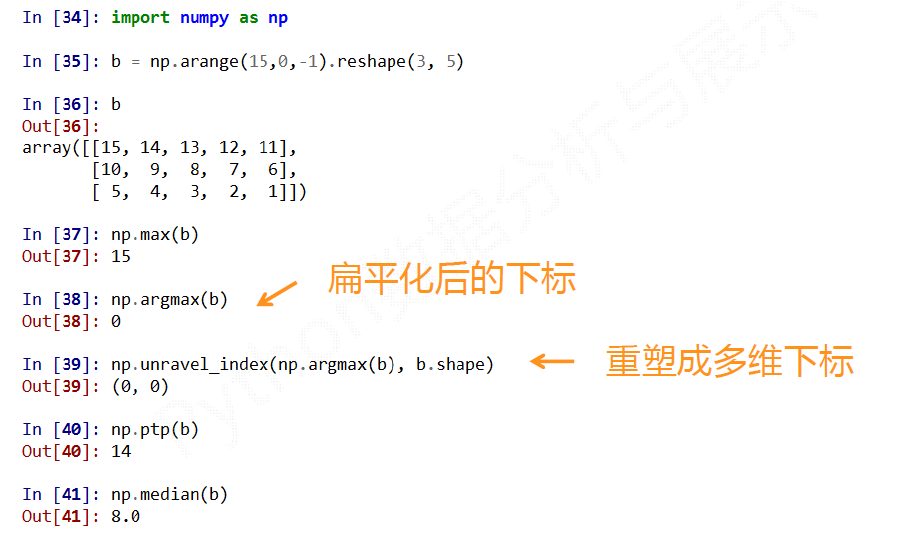 In [34]: import numpy as np
In [35]: b = np.arange(15,0,-1).reshape(3, 5)
In [36]: b
Out[36]:
array([[15, 14, 13, 12, 11],
       [10,  9,  8,  7,  6],
       [ 5,  4,  3,  2,  1]])
In [37]: np.max(b)
Out[37]: 15
扁平化后的下标
In [38]: np.argmax(b)
Out[38]: 0
In [39]: np.unravel_index(np.argmax(b), b.shape)
重塑成多维下标
Out[39]: (0, 0)
In [40]: np.ptp(b)
Out[40]: 14
In [41]: np.median(b)
Out[41]: 8.0
Python数据分析与展示